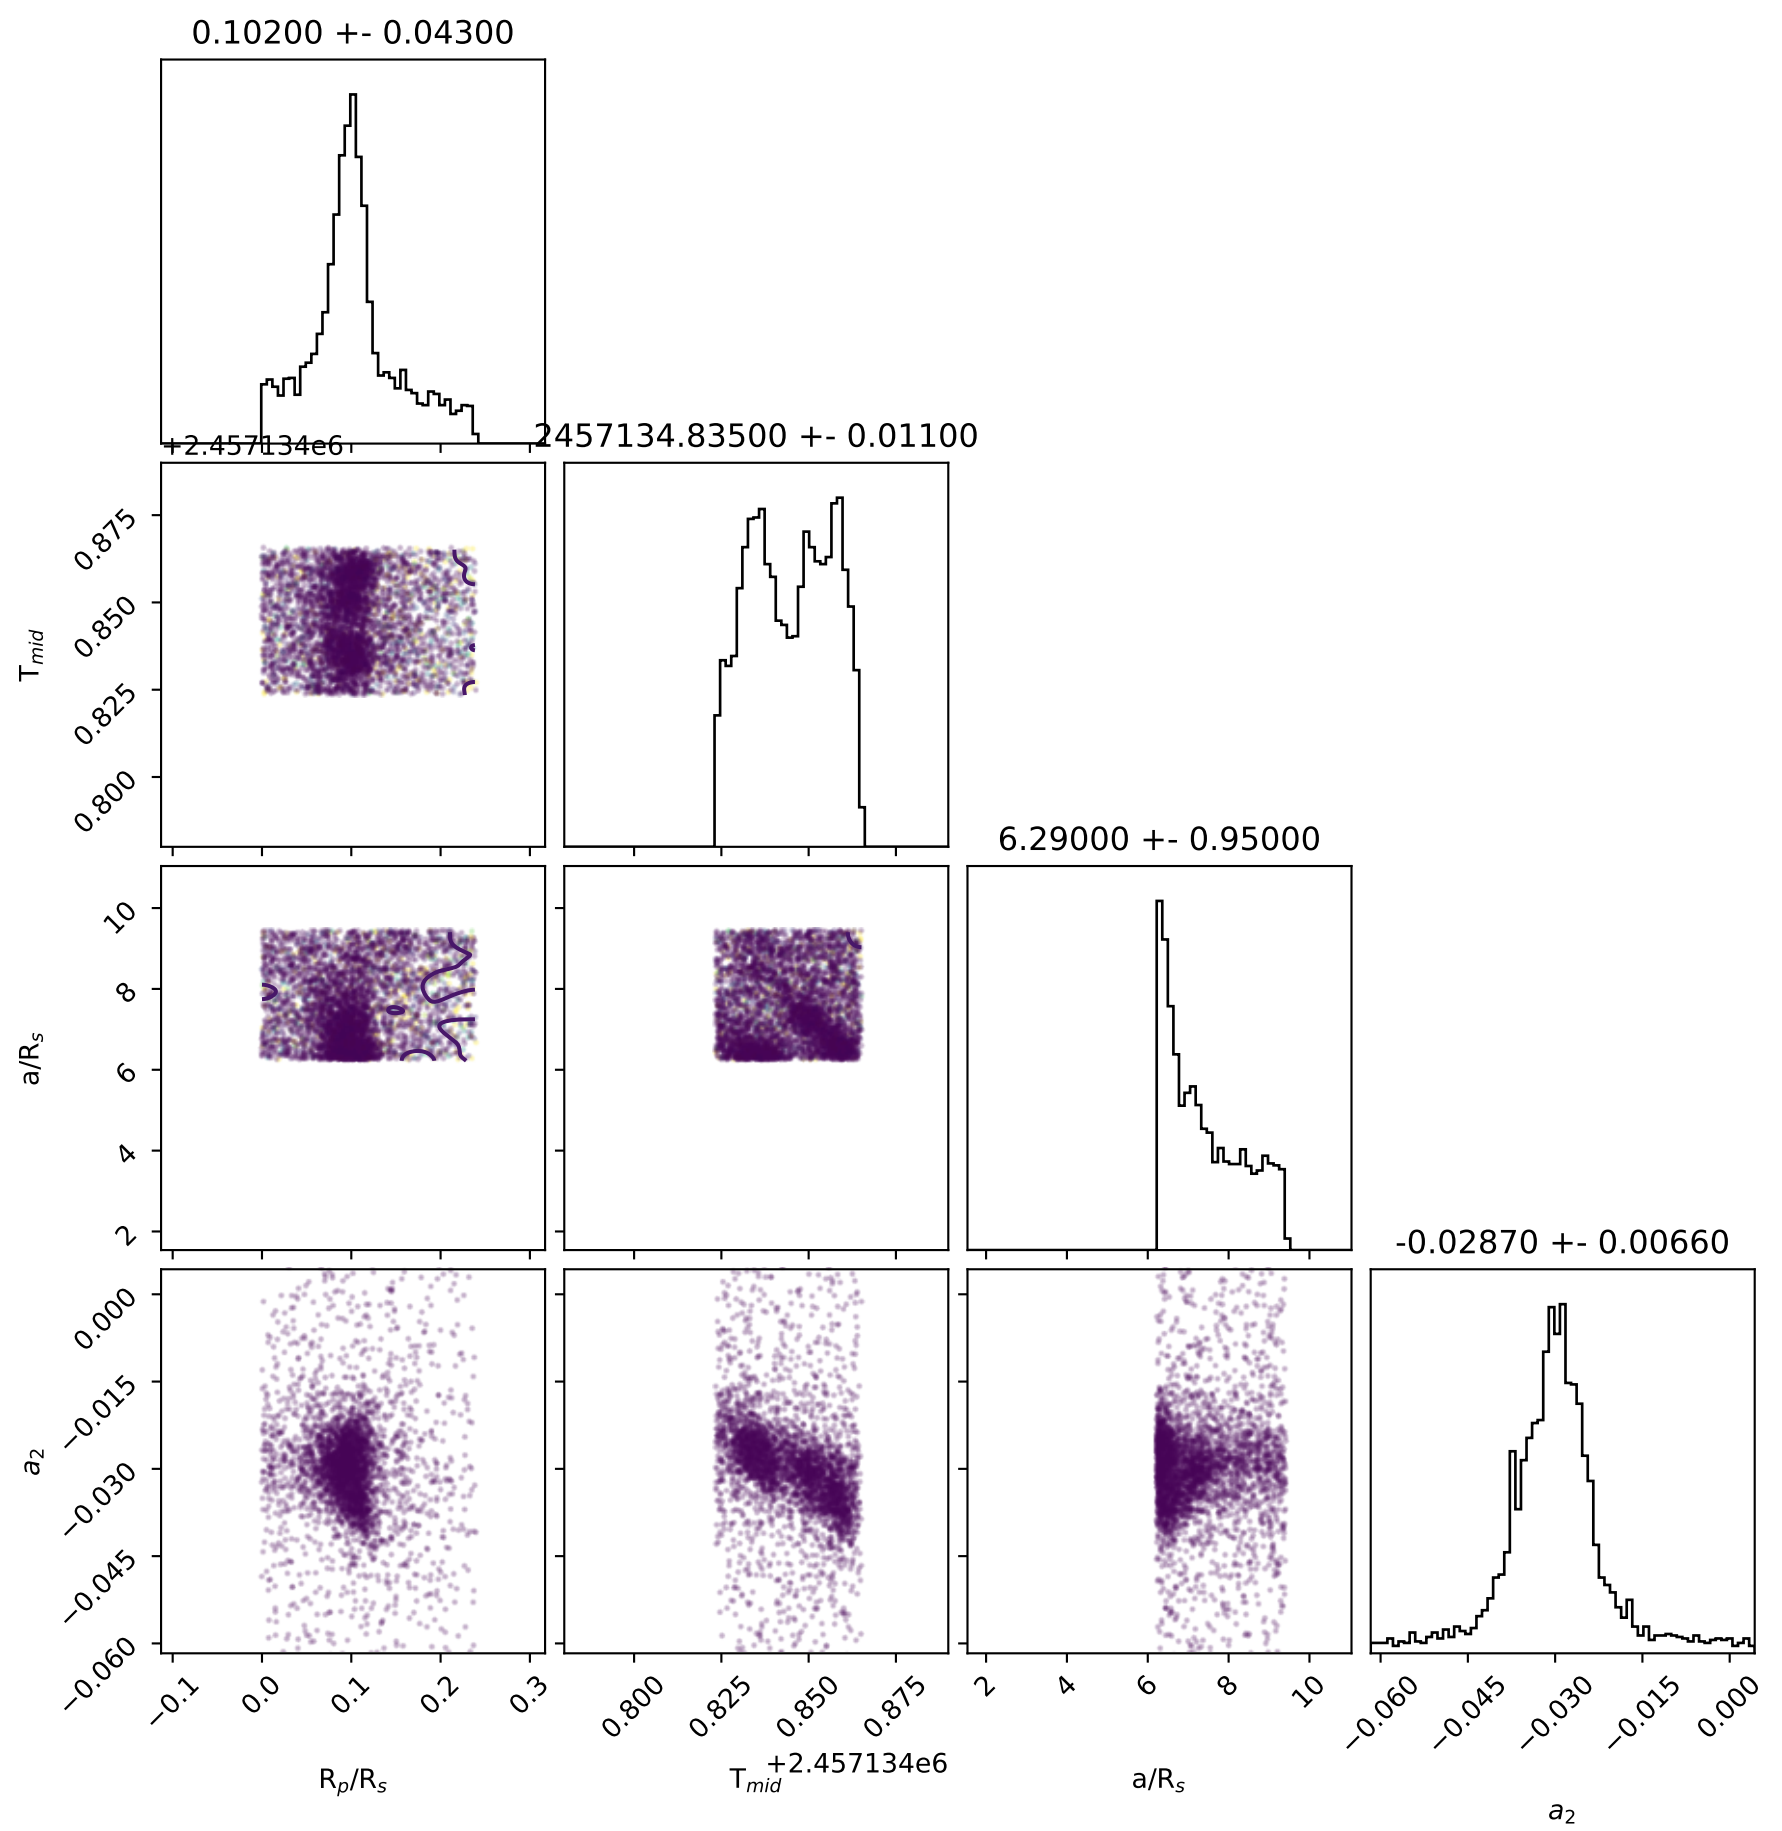 0.10200 +- 0.04300
+2.457134e6
2457134.83500 +- 0.01100
0.875
0.850
0.825
0.800
T_mid
6.29000 +- 0.95000
10
8
6
4
2
a/R_s
-0.02870 +- 0.00660
0.000
−0.015
−0.030
−0.045
−0.060
a_2
−0.1 0.0 0.1 0.2 0.3
0.800 0.825 0.850 0.875
2 4 6 8 10
−0.060 −0.045 −0.030 −0.015 0.000
+2.457134e6
R_p/R_s T_mid a/R_s
a_2